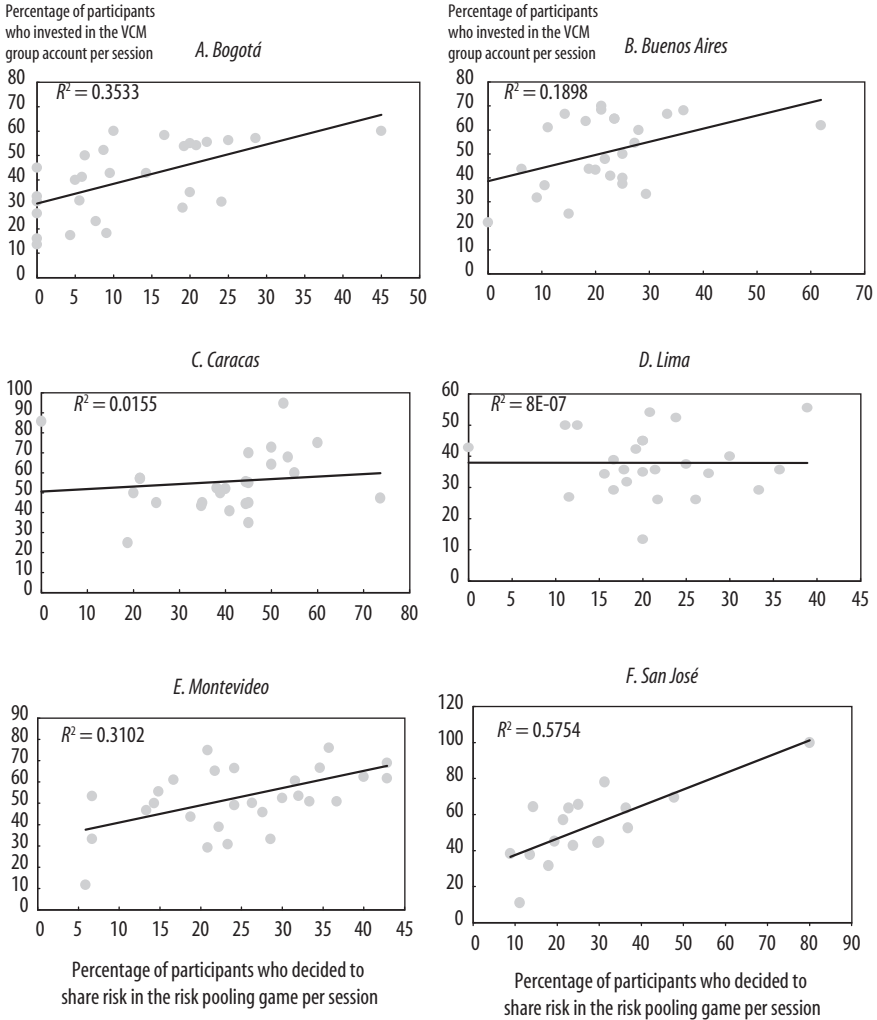 Percentage of participants
who invested in the VCM
group account per session
A. Bogotá
R² = 0.3533
80
70
60
50
40
30
20
10
0
0 5 10 15 20 25 30 35 40 45 50
Percentage of participants
who invested in the VCM
group account per session
B. Buenos Aires
R² = 0.1898
80
70
60
50
40
30
20
10
0
0 10 20 30 40 50 60 70
C. Caracas
R² = 0.0155
100
90
80
70
60
50
40
30
20
10
0
0 10 20 30 40 50 60 70 80
D. Lima
R² = 8E-07
60
50
40
30
20
10
0
0 5 10 15 20 25 30 35 40 45
E. Montevideo
R² = 0.3102
90
80
70
60
50
40
30
20
10
0
0 5 10 15 20 25 30 35 40 45
Percentage of participants who decided to
share risk in the risk pooling game per session
F. San José
R² = 0.5754
120
100
80
60
40
20
0
0 10 20 30 40 50 60 70 80 90
Percentage of participants who decided to
share risk in the risk pooling game per session